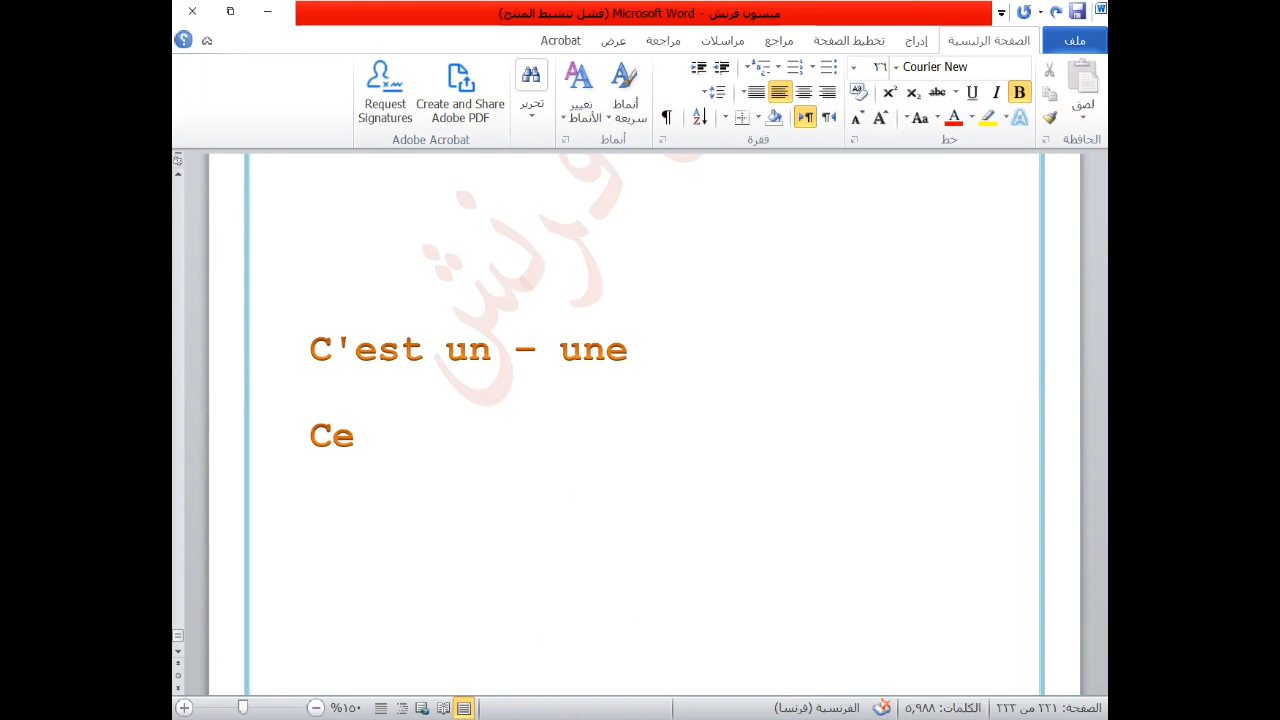 ميسون فرنش - Microsoft Word (فشل تنشيط المنتج)
ملف الصفحة الرئيسية إدراج تخطيط الصفحة مراجع مراسلات مراجعة عرض Acrobat
Courier New ٢٦
لصق
الحافظة
خط
فقرة
أنماط سريعة
تغيير الأنماط
أنماط
تحرير
Create and Share Adobe PDF
Request Signatures
Adobe Acrobat
فرنش
C'est un – une
Ce
الصفحة: ٢٢١ من ٢٢٣ الكلمات: ٥,٩٨٨ الفرنسية (فرنسا) ٪١٥٠